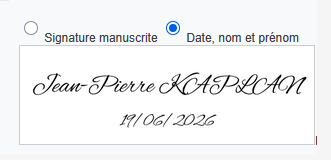 Signature manuscrite Date, nom et prénom
Jean-Pierre KAPLAN
19/06/2026